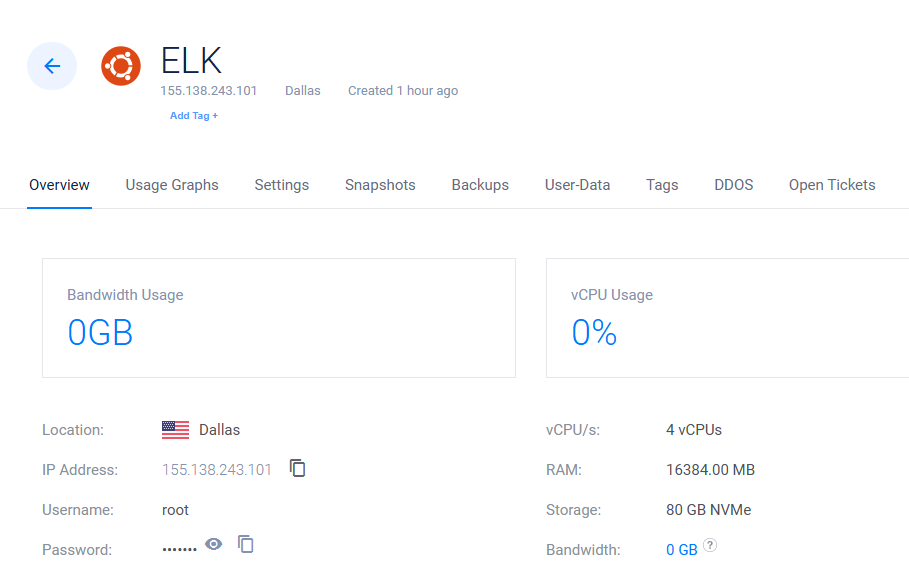 ELK
155.138.243.101 Dallas Created 1 hour ago
Add Tag +
Overview Usage Graphs Settings Snapshots Backups User-Data Tags DDOS Open Tickets
Bandwidth Usage
0GB
vCPU Usage
0%
Location: Dallas
IP Address: 155.138.243.101
Username: root
Password: •••••••
vCPU/s: 4 vCPUs
RAM: 16384.00 MB
Storage: 80 GB NVMe
Bandwidth: 0 GB ?